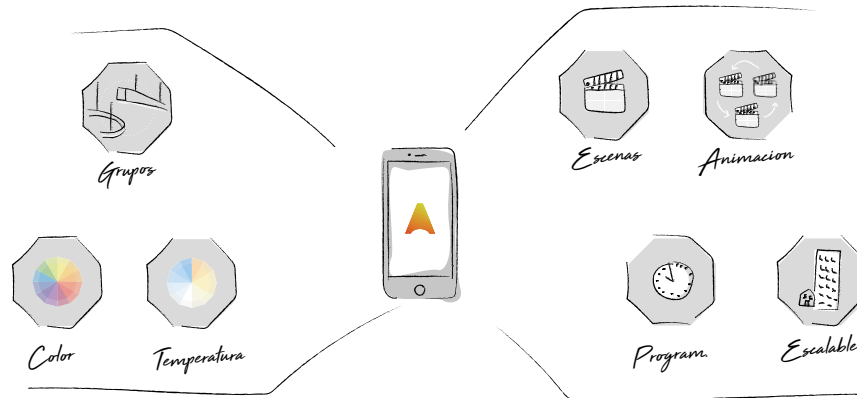 Grupos
Escenas
Animacion
Color
Temperatura
Program.
Escalable